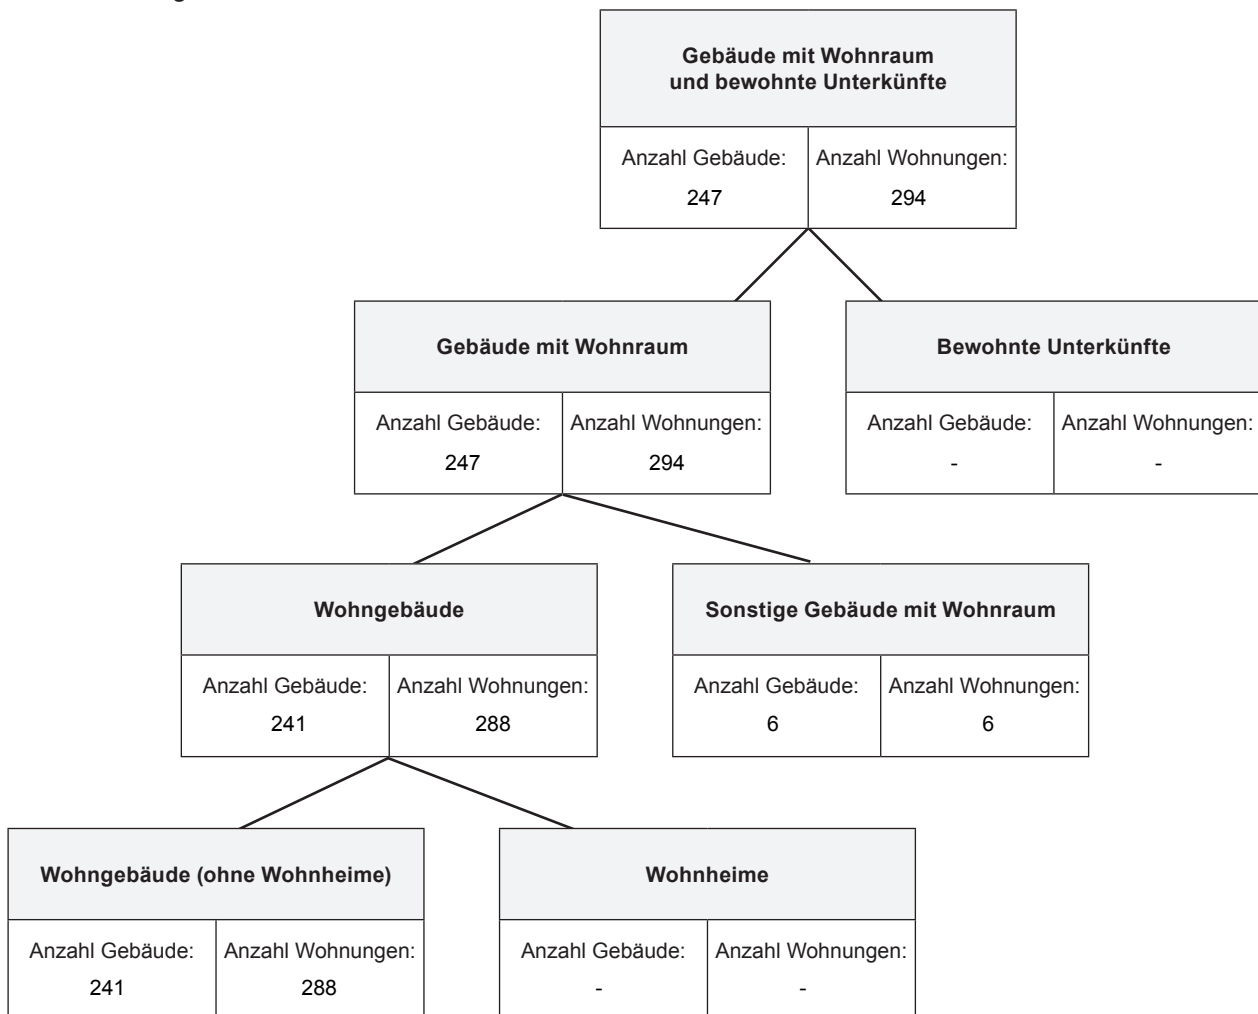 Gebäude mit Wohnraum
und bewohnte Unterkünfte
Anzahl Gebäude: Anzahl Wohnungen:
247 294
Gebäude mit Wohnraum Bewohnte Unterkünfte
Anzahl Gebäude: Anzahl Wohnungen: Anzahl Gebäude: Anzahl Wohnungen:
247 294 - -
Wohngebäude Sonstige Gebäude mit Wohnraum
Anzahl Gebäude: Anzahl Wohnungen: Anzahl Gebäude: Anzahl Wohnungen:
241 288 6 6
Wohngebäude (ohne Wohnheime) Wohnheime
Anzahl Gebäude: Anzahl Wohnungen: Anzahl Gebäude: Anzahl Wohnungen:
241 288 - -